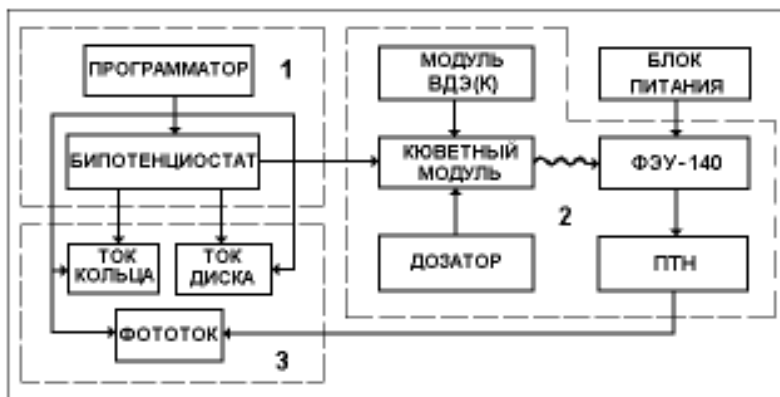 ПРОГРАММАТОР
1
БИПОТЕНЦИОСТАТ
ТОК
КОЛЬЦА
ТОК
ДИСКА
ФОТОТОК
3
МОДУЛЬ
ВДЭ(К)
БЛОК
ПИТАНИЯ
КЮВЕТНЫЙ
МОДУЛЬ
ФЭУ-140
2
ДОЗАТОР
ПТН